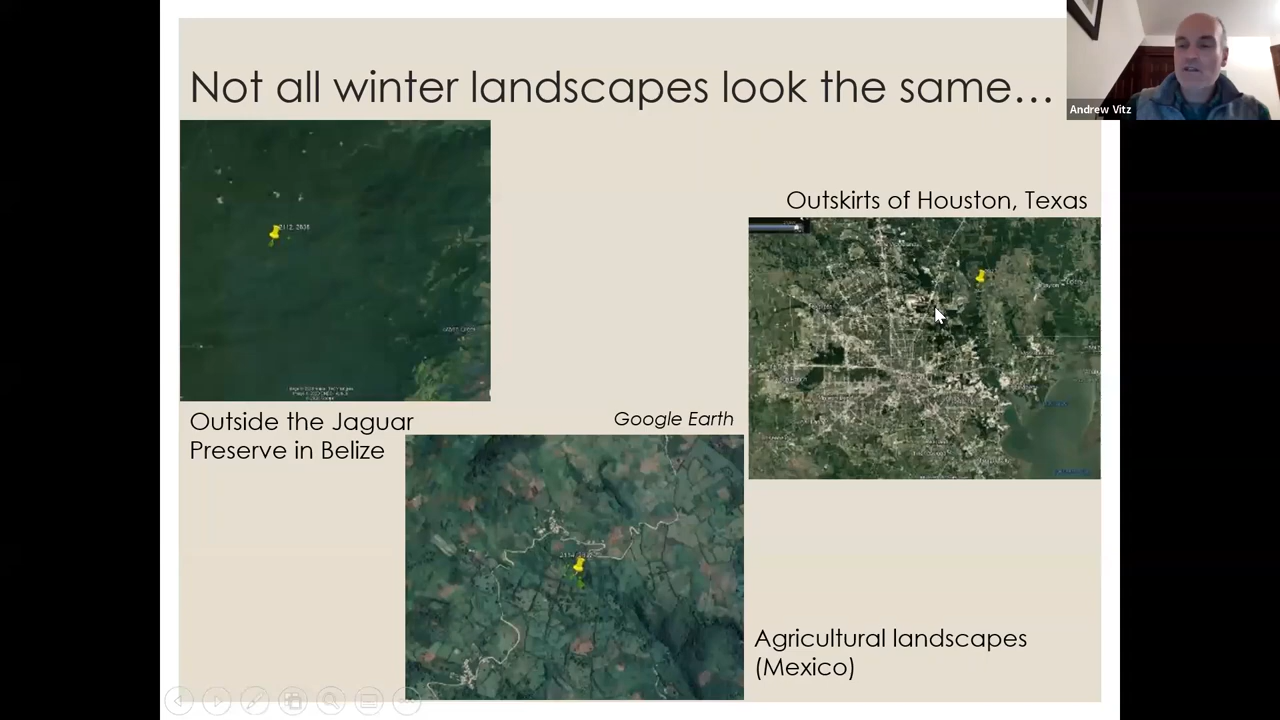 Not all winter landscapes look the same...
Andrew Vitz
Outskirts of Houston, Texas
Outside the Jaguar
Preserve in Belize
Google Earth
Agricultural landscapes
(Mexico)